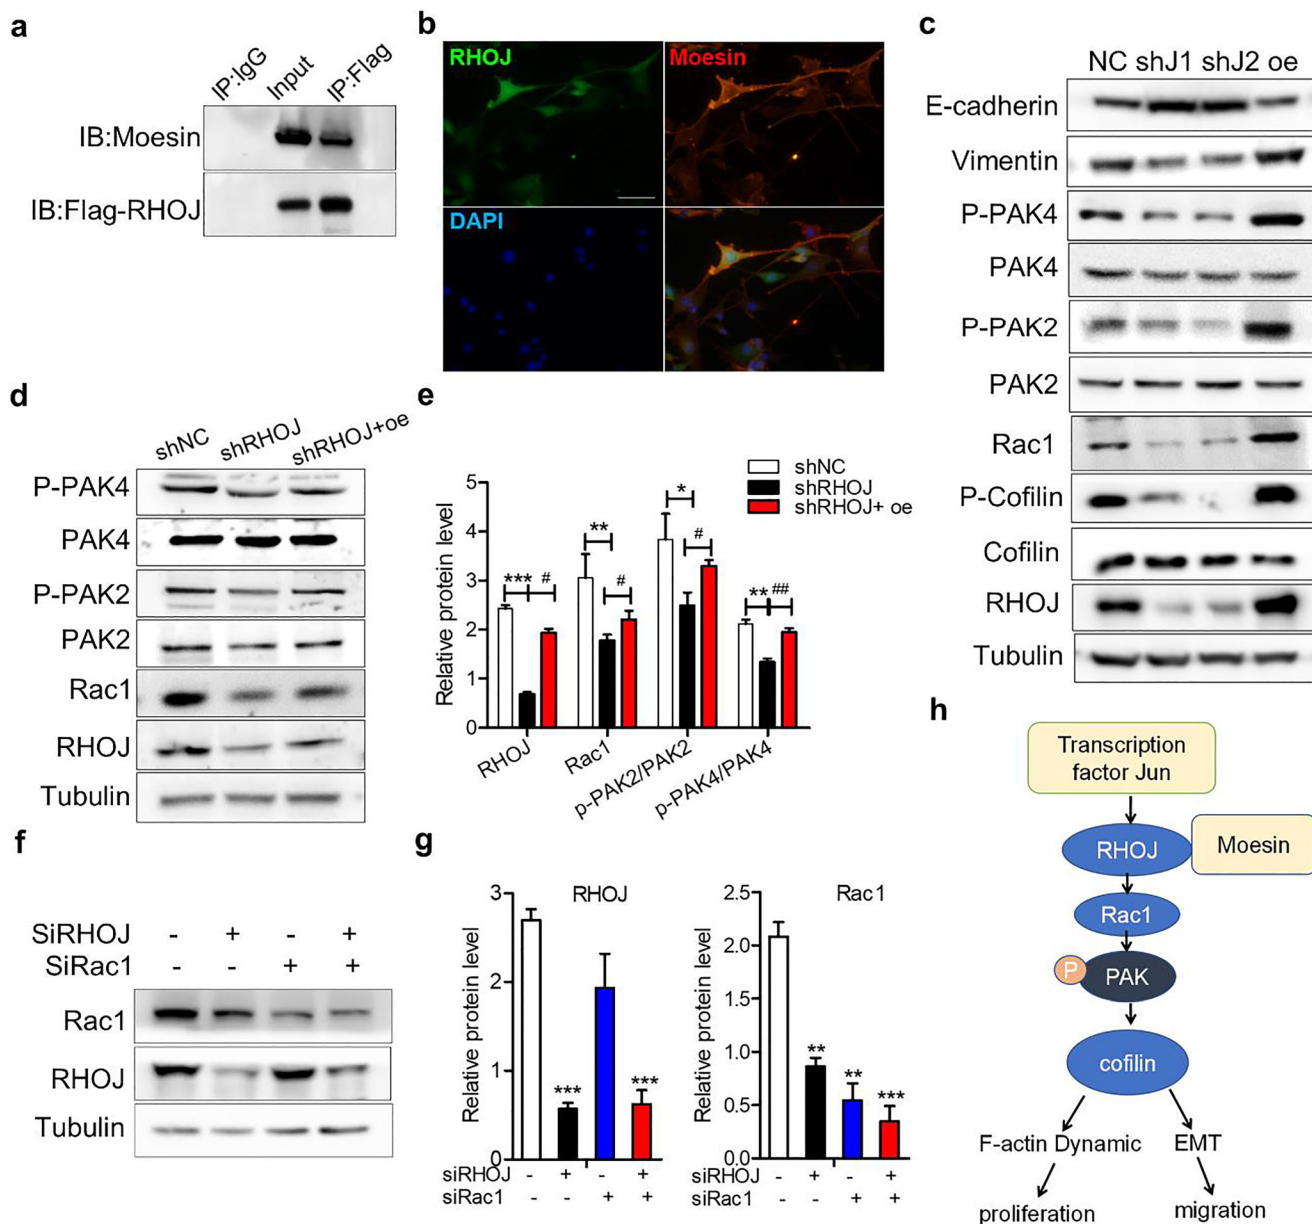 a
IP:IgG
Input
IP:Flag
IB:Moesin
IB:Flag-RHOJ
b
RHOJ
Moesin
DAPI
c
NC shJ1 shJ2 oe
E-cadherin
Vimentin
P-PAK4
PAK4
P-PAK2
PAK2
Rac1
P-Cofilin
Cofilin
RHOJ
Tubulin
d
shNC
shRHOJ
shRHOJ+oe
P-PAK4
PAK4
P-PAK2
PAK2
Rac1
RHOJ
Tubulin
e
shNC
shRHOJ
shRHOJ+ oe
Relative protein level
5
4
3
2
1
0
*** #
** #
* #
** ##
RHOJ
Rac1
p-PAK2/PAK2
p-PAK4/PAK4
f
SiRHOJ - + - +
SiRac1 - - + +
Rac1
RHOJ
Tubulin
g
RHOJ
Relative protein level
3
2
1
0
*** ***
siRHOJ - + - +
siRac1 - - + +
Rac1
Relative protein level
2.5
2.0
1.5
1.0
0.5
0.0
** ** ***
siRHOJ - + - +
siRac1 - - + +
h
Transcription
factor Jun
RHOJ
Moesin
Rac1
P
PAK
cofilin
F-actin Dynamic
EMT
proliferation
migration